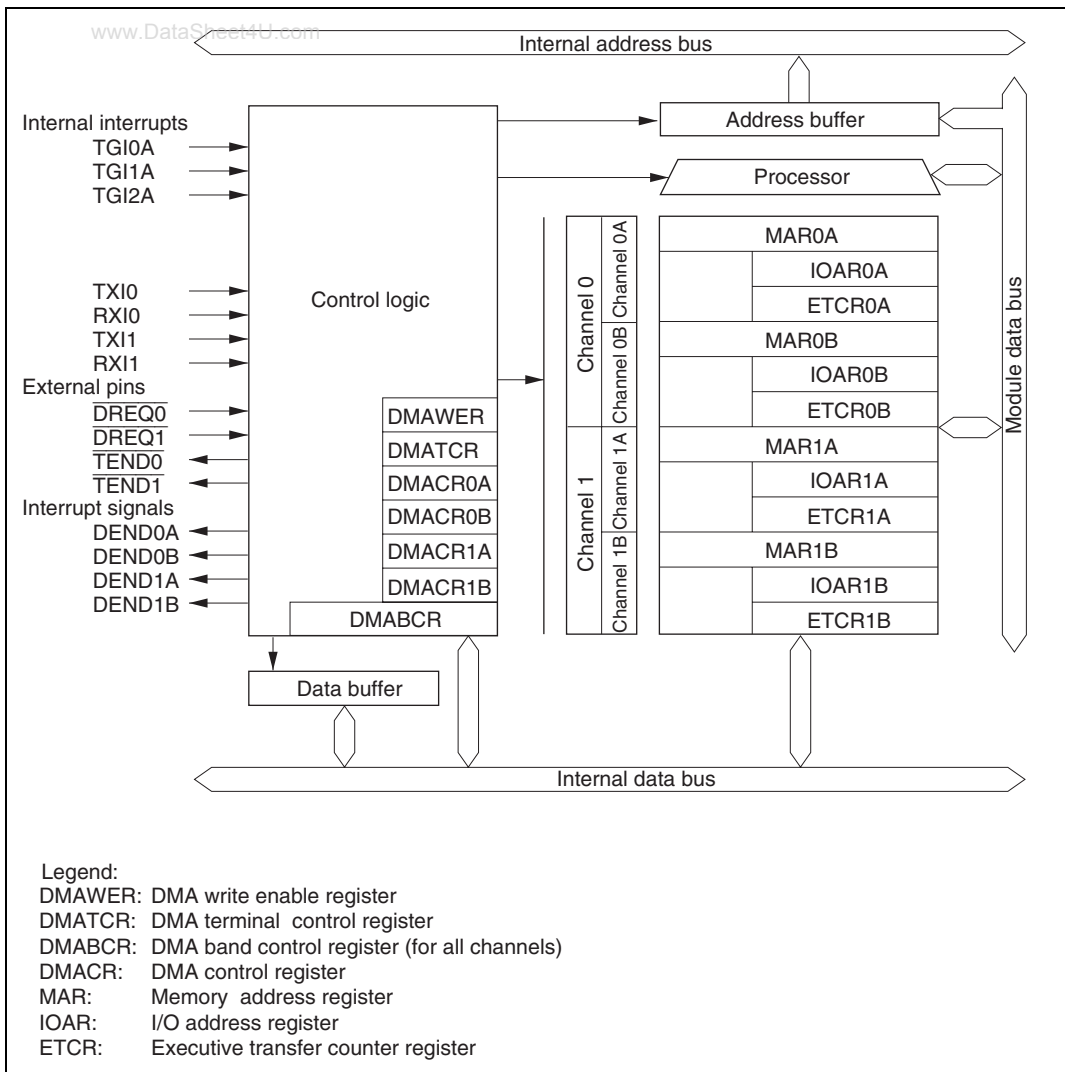 www.DataSheet4U.com
Internal address bus
Internal interrupts
TGI0A
TGI1A
TGI2A
TXI0
RXI0
TXI1
RXI1
External pins
DREQ0
DREQ1
TEND0
TEND1
Interrupt signals
DEND0A
DEND0B
DEND1A
DEND1B
Control logic
DMAWER
DMATCR
DMACR0A
DMACR0B
DMACR1A
DMACR1B
DMABCR
Data buffer
Address buffer
Processor
Channel 0
Channel 0A
Channel 0B
Channel 1
Channel 1A
Channel 1B
MAR0A
IOAR0A
ETCR0A
MAR0B
IOAR0B
ETCR0B
MAR1A
IOAR1A
ETCR1A
MAR1B
IOAR1B
ETCR1B
Module data bus
Internal data bus
Legend:
DMAWER: DMA write enable register
DMATCR: DMA terminal control register
DMABCR: DMA band control register (for all channels)
DMACR: DMA control register
MAR: Memory address register
IOAR: I/O address register
ETCR: Executive transfer counter register